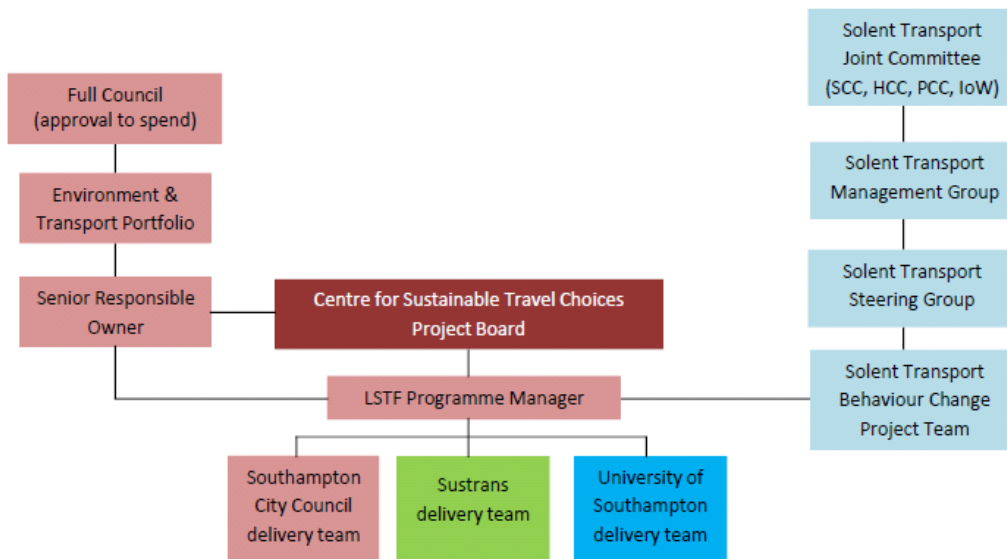 Full Council
(approval to spend)
Environment &
Transport Portfolio
Senior Responsible
Owner
Centre for Sustainable Travel Choices
Project Board
LSTF Programme Manager
Southampton
City Council
delivery team
Sustrans
delivery team
University of
Southampton
delivery team
Solent Transport
Joint Committee
(SCC, HCC, PCC, IoW)
Solent Transport
Management Group
Solent Transport
Steering Group
Solent Transport
Behaviour Change
Project Team